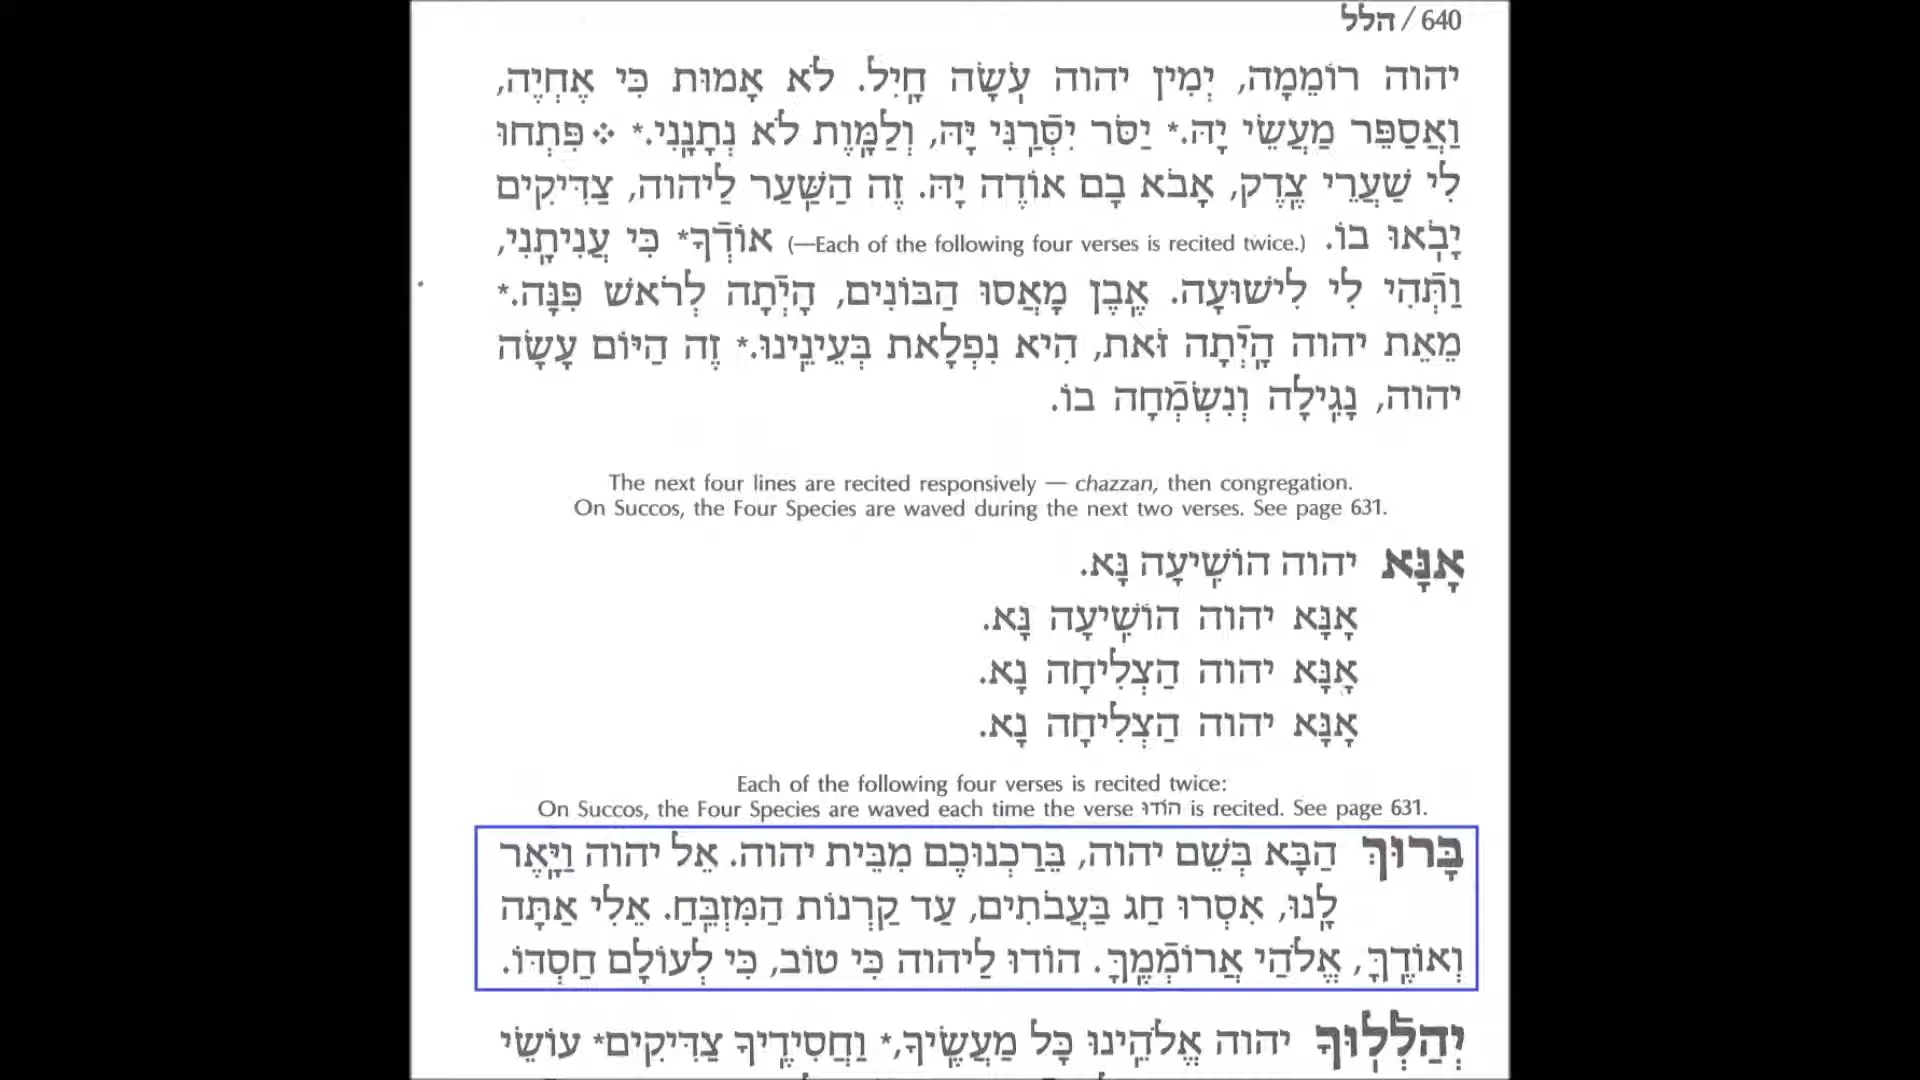 640 / הלל
יהוה רוֹמֵמָה, יְמִין יהוה עֹֽשָׂה חָֽיִל. לֹא אָמוּת כִּי אֶחְיֶה,
וַאֲסַפֵּר מַעֲשֵׂי יָהּ.* יַסֹּר יִסְּרַֽנִּי יָּהּ, וְלַמָּֽוֶת לֹא נְתָנָֽנִי.* ❖ פִּתְחוּ
לִי שַׁעֲרֵי צֶֽדֶק, אָבֹא בָם אוֹדֶה יָהּ. זֶה הַשַּֽׁעַר לַיהוה, צַדִּיקִים
יָבֹֽאוּ בוֹ. (—Each of the following four verses is recited twice.) אוֹדְךָ* כִּי עֲנִיתָֽנִי,
וַתְּהִי לִי לִישׁוּעָה. אֶֽבֶן מָאֲסוּ הַבּוֹנִים, הָיְתָה לְרֹאשׁ פִּנָּה.*
מֵאֵת יהוה הָֽיְתָה זֹּאת, הִיא נִפְלָאת בְּעֵינֵֽינוּ.* זֶה הַיּוֹם עָשָׂה
יהוה, נָגִֽילָה וְנִשְׂמְחָה בוֹ.
The next four lines are recited responsively — chazzan, then congregation.
On Succos, the Four Species are waved during the next two verses. See page 631.
אָנָּא יהוה הוֹשִֽׁיעָה נָּא.
אָנָּא יהוה הוֹשִֽׁיעָה נָּא.
אָנָּא יהוה הַצְלִיחָה נָא.
אָנָּא יהוה הַצְלִיחָה נָא.
Each of the following four verses is recited twice:
On Succos, the Four Species are waved each time the verse הוֹדוּ is recited. See page 631.
בָּרוּךְ הַבָּא בְּשֵׁם יהוה, בֵּרַכְנוּכֶם מִבֵּית יהוה. אֵל יהוה וַיָּֽאֶר
לָֽנוּ, אִסְרוּ חַג בַּעֲבֹתִים, עַד קַרְנוֹת הַמִּזְבֵּֽחַ. אֵלִי אַתָּה
וְאוֹדֶֽךָּ, אֱלֹהַי אֲרוֹמְמֶֽךָּ. הוֹדוּ לַיהוה כִּי טוֹב, כִּי לְעוֹלָם חַסְדּוֹ.
יְהַלְלֽוּךָ יהוה אֱלֹהֵֽינוּ כָּל מַעֲשֶֽׂיךָ,* וַחֲסִידֶֽיךָ צַדִּיקִים* עוֹשֵׂי